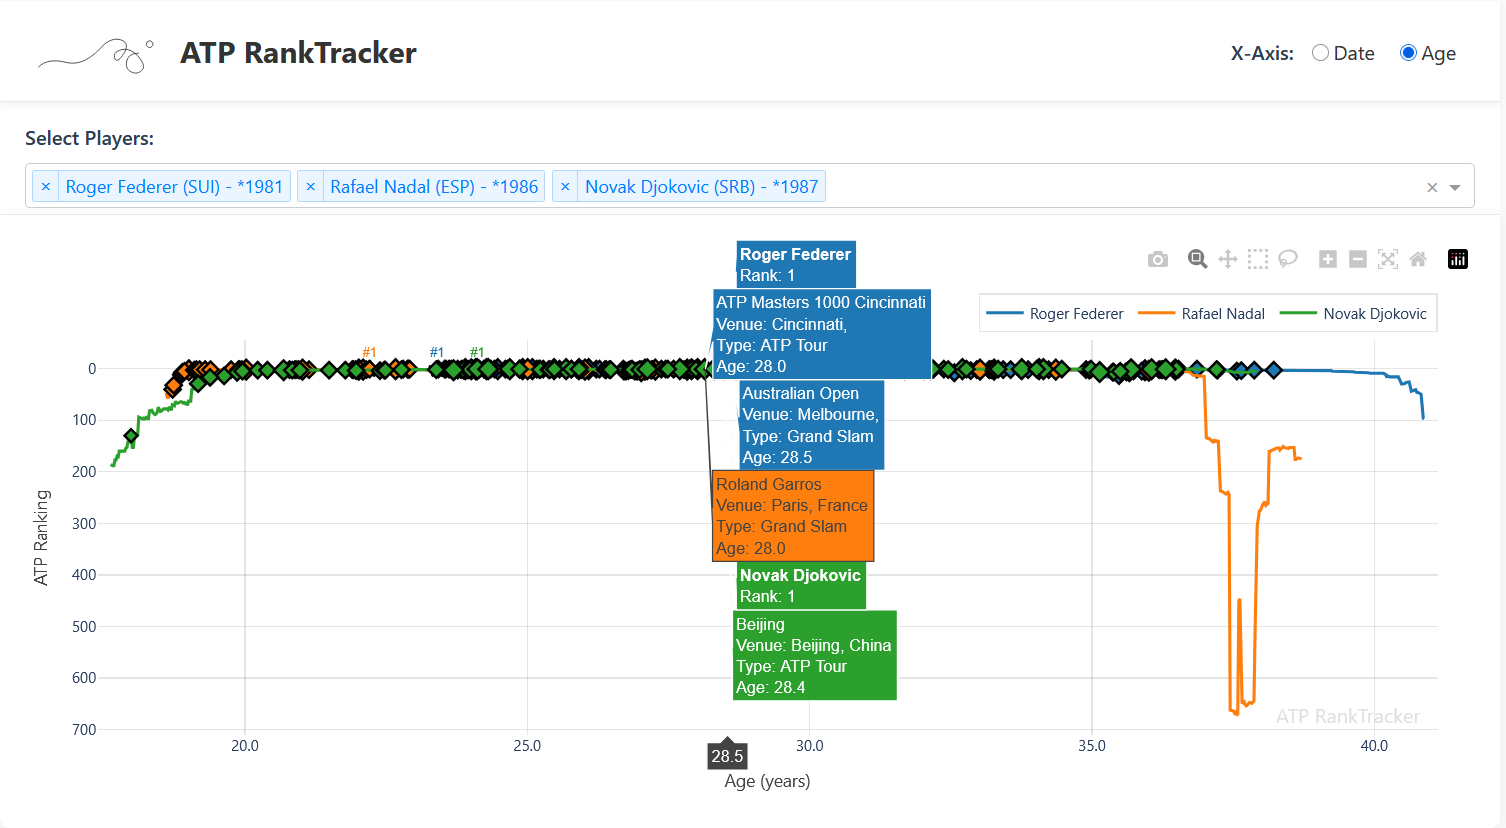 ATP RankTracker
X-Axis: Date Age
Select Players:
× Roger Federer (SUI) - *1981 × Rafael Nadal (ESP) - *1986 × Novak Djokovic (SRB) - *1987 ×
Roger Federer
Rank: 1
ATP Masters 1000 Cincinnati
Venue: Cincinnati,
Type: ATP Tour
Age: 28.0
Australian Open
Venue: Melbourne,
Type: Grand Slam
Age: 28.5
Roland Garros
Venue: Paris, France
Type: Grand Slam
Age: 28.0
Novak Djokovic
Rank: 1
Beijing
Venue: Beijing, China
Type: ATP Tour
Age: 28.4
Roger Federer Rafael Nadal Novak Djokovic
#1 #1 #1
0
100
200
300
400
500
600
700
ATP Ranking
ATP RankTracker
20.0 25.0 30.0 35.0 40.0
28.5
Age (years)